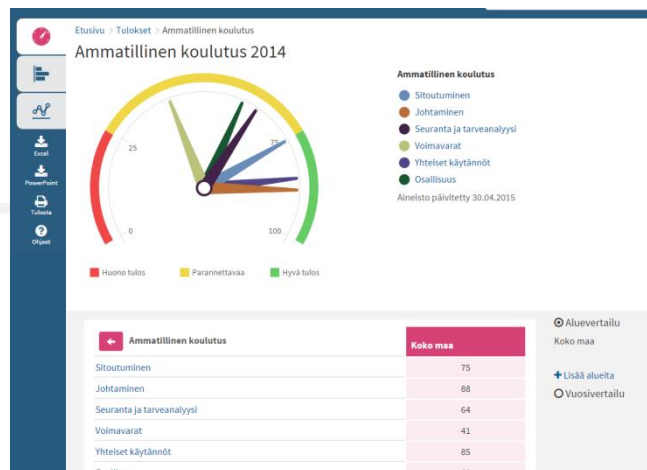 Etusivu > Tulokset > Ammatillinen koulutus
Ammatillinen koulutus 2014
Excel
PowerPoint
Tulosta
Ohjeet
0
25
75
100
Huono tulos
Parannettavaa
Hyvä tulos
Ammatillinen koulutus
Sitoutuminen
Johtaminen
Seuranta ja tarveanalyysi
Voimavarat
Yhteiset käytännöt
Osallisuus
Aineisto päivitetty 30.04.2015
Ammatillinen koulutus Koko maa
Sitoutuminen 75
Johtaminen 88
Seuranta ja tarveanalyysi 64
Voimavarat 41
Yhteiset käytännöt 85
Aluevertailu
Koko maa
+ Lisää alueita
Vuosivertailu